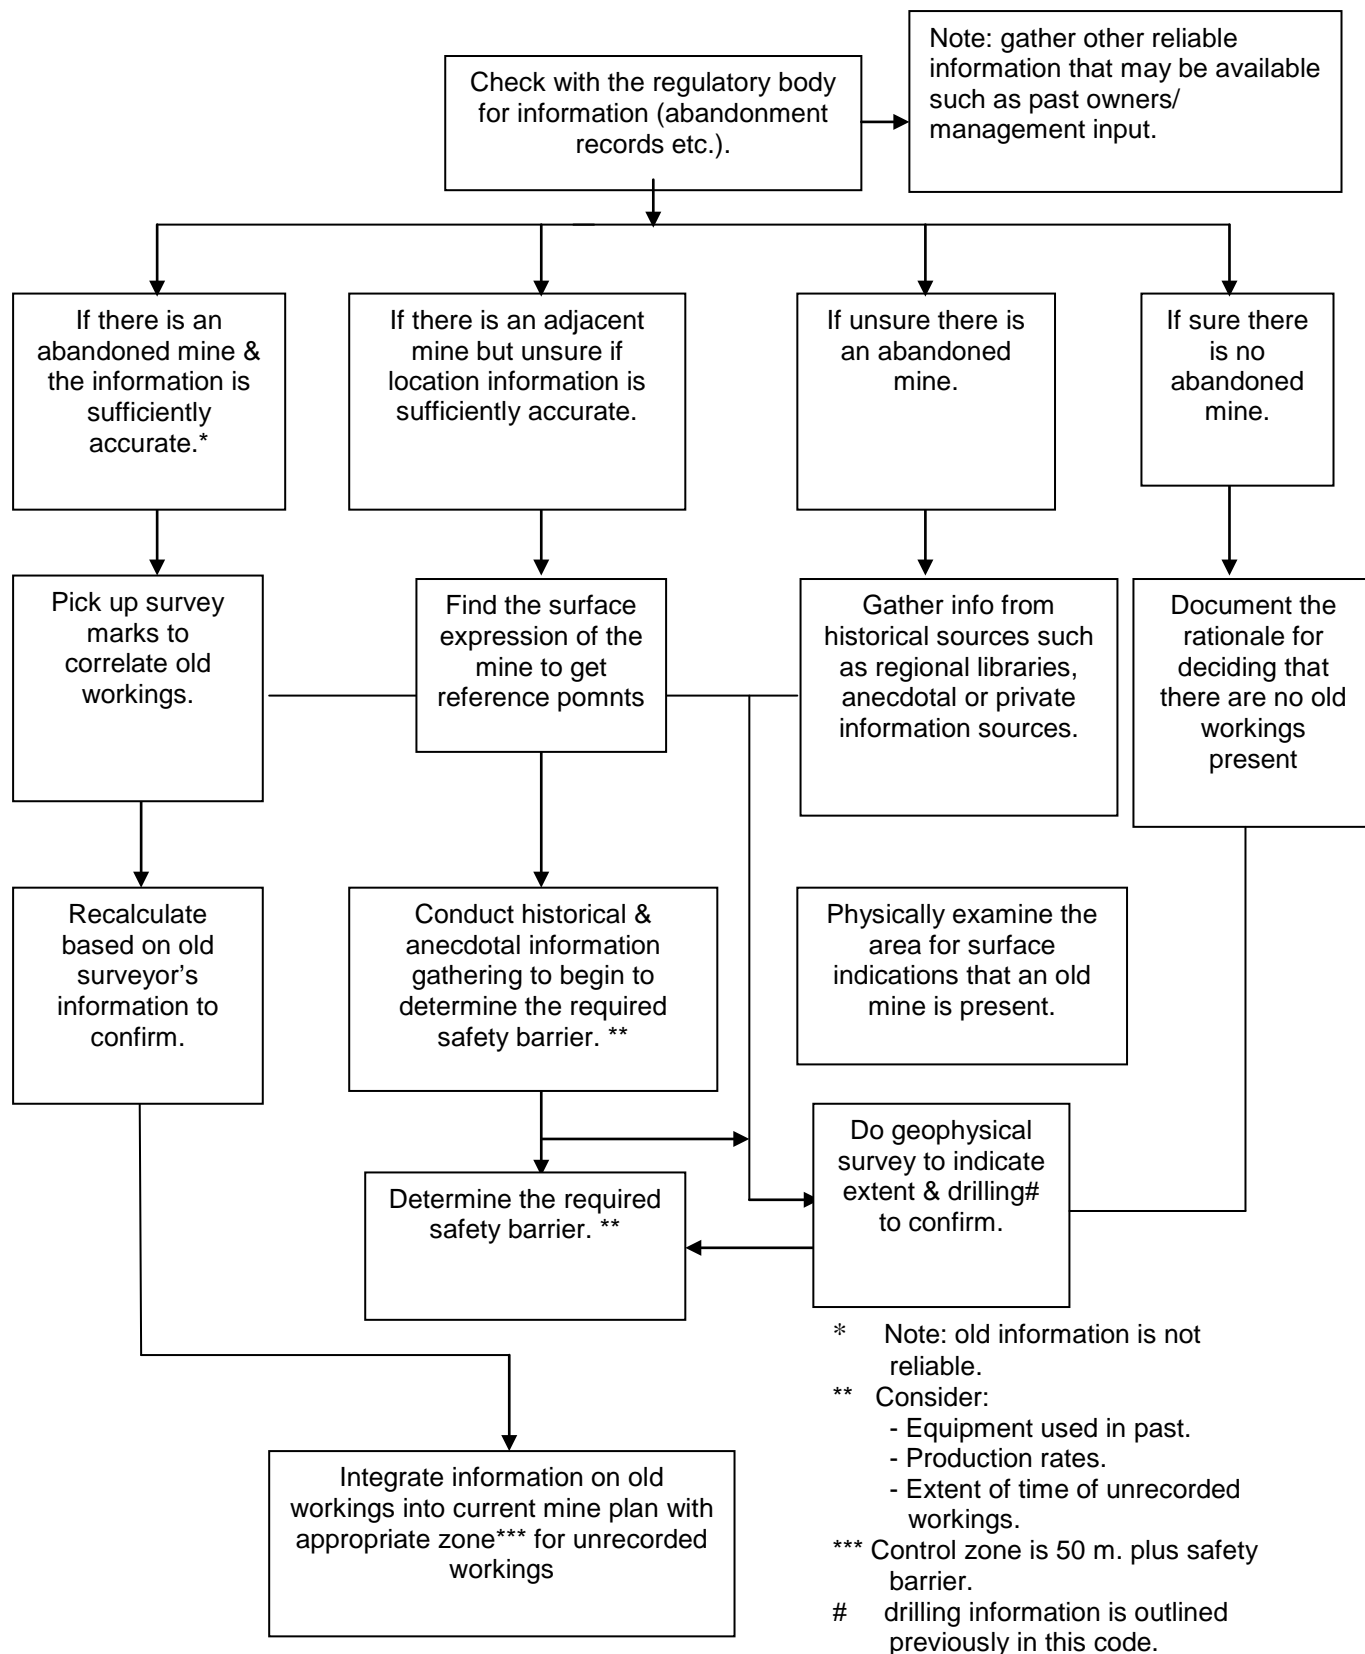 Check with the regulatory body
for information (abandonment
records etc.).
Note: gather other reliable
information that may be available
such as past owners/
management input.
If there is an
abandoned mine &
the information is
sufficiently
accurate.*
If there is an adjacent
mine but unsure if
location information is
sufficiently accurate.
If unsure there is
an abandoned
mine.
If sure there
is no
abandoned
mine.
Pick up survey
marks to
correlate old
workings.
Find the surface
expression of the
mine to get
reference pomnts
Gather info from
historical sources such
as regional libraries,
anecdotal or private
information sources.
Document the
rationale for
deciding that
there are no old
workings
present
Recalculate
based on old
surveyor’s
information to
confirm.
Conduct historical &
anecdotal information
gathering to begin to
determine the required
safety barrier. **
Physically examine the
area for surface
indications that an old
mine is present.
Determine the required
safety barrier. **
Do geophysical
survey to indicate
extent & drilling#
to confirm.
Integrate information on old
workings into current mine plan with
appropriate zone*** for unrecorded
workings
* Note: old information is not
reliable.
** Consider:
- Equipment used in past.
- Production rates.
- Extent of time of unrecorded
workings.
*** Control zone is 50 m. plus safety
barrier.
# drilling information is outlined
previously in this code.